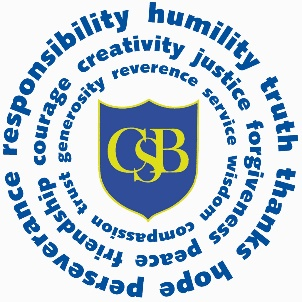 responsibility humility truth thanks hope perseverance
courage creativity justice forgiveness peace friendship
generosity reverence service wisdom compassion trust
CSB